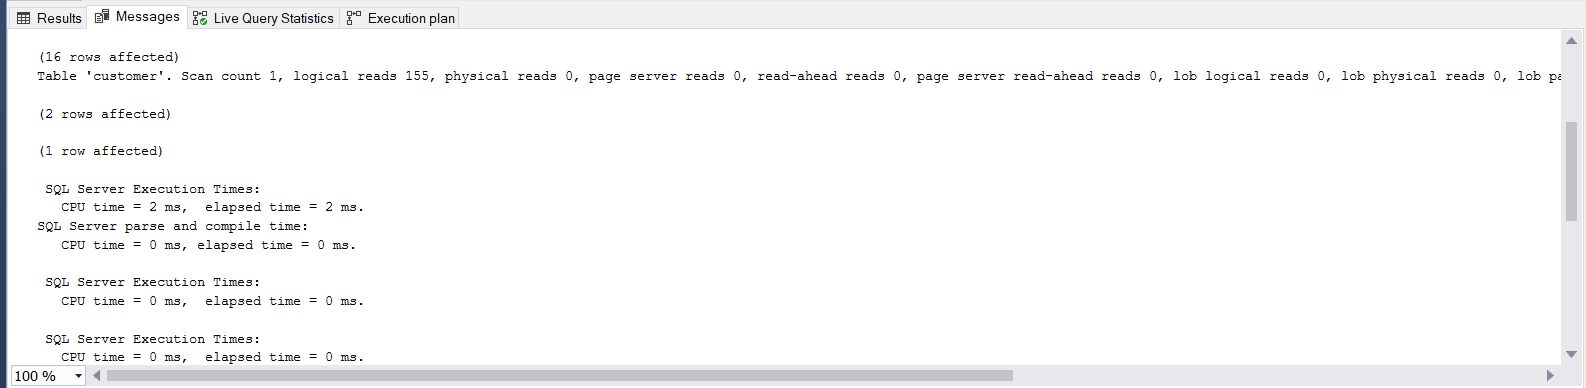 Results Messages Live Query Statistics Execution plan
(16 rows affected)
Table 'customer'. Scan count 1, logical reads 155, physical reads 0, page server reads 0, read-ahead reads 0, page server read-ahead reads 0, lob logical reads 0, lob physical reads 0, lob pa
(2 rows affected)
(1 row affected)
SQL Server Execution Times:
CPU time = 2 ms, elapsed time = 2 ms.
SQL Server parse and compile time:
CPU time = 0 ms, elapsed time = 0 ms.
SQL Server Execution Times:
CPU time = 0 ms, elapsed time = 0 ms.
SQL Server Execution Times:
CPU time = 0 ms, elapsed time = 0 ms.
100 %